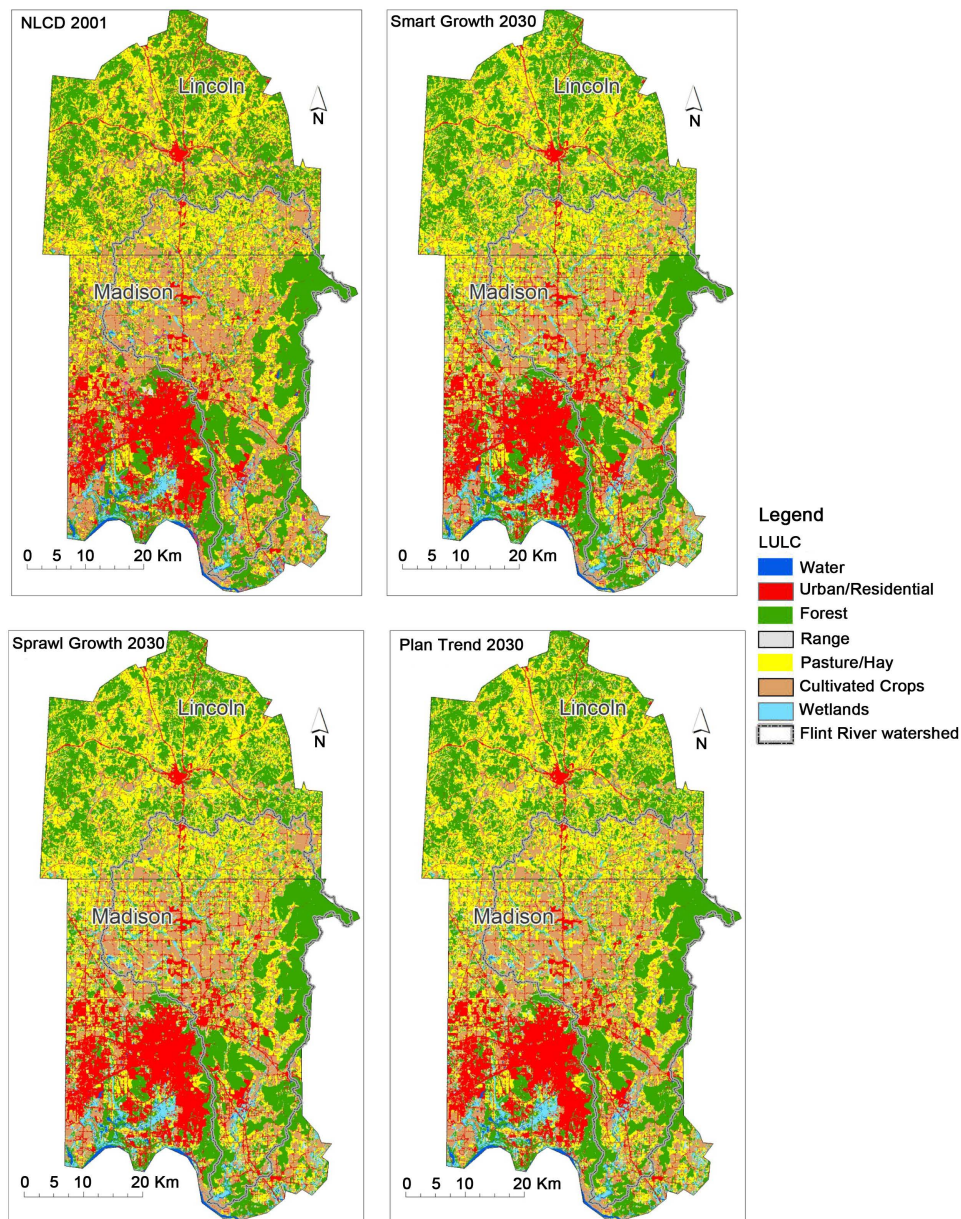 NLCD 2001
Lincoln
N
Madison
0 5 10 20 Km
Smart Growth 2030
Lincoln
N
Madison
0 5 10 20 Km
Sprawl Growth 2030
Lincoln
N
Madison
0 5 10 20 Km
Plan Trend 2030
Lincoln
N
Madison
0 5 10 20 Km
Legend
LULC
Water
Urban/Residential
Forest
Range
Pasture/Hay
Cultivated Crops
Wetlands
Flint River watershed